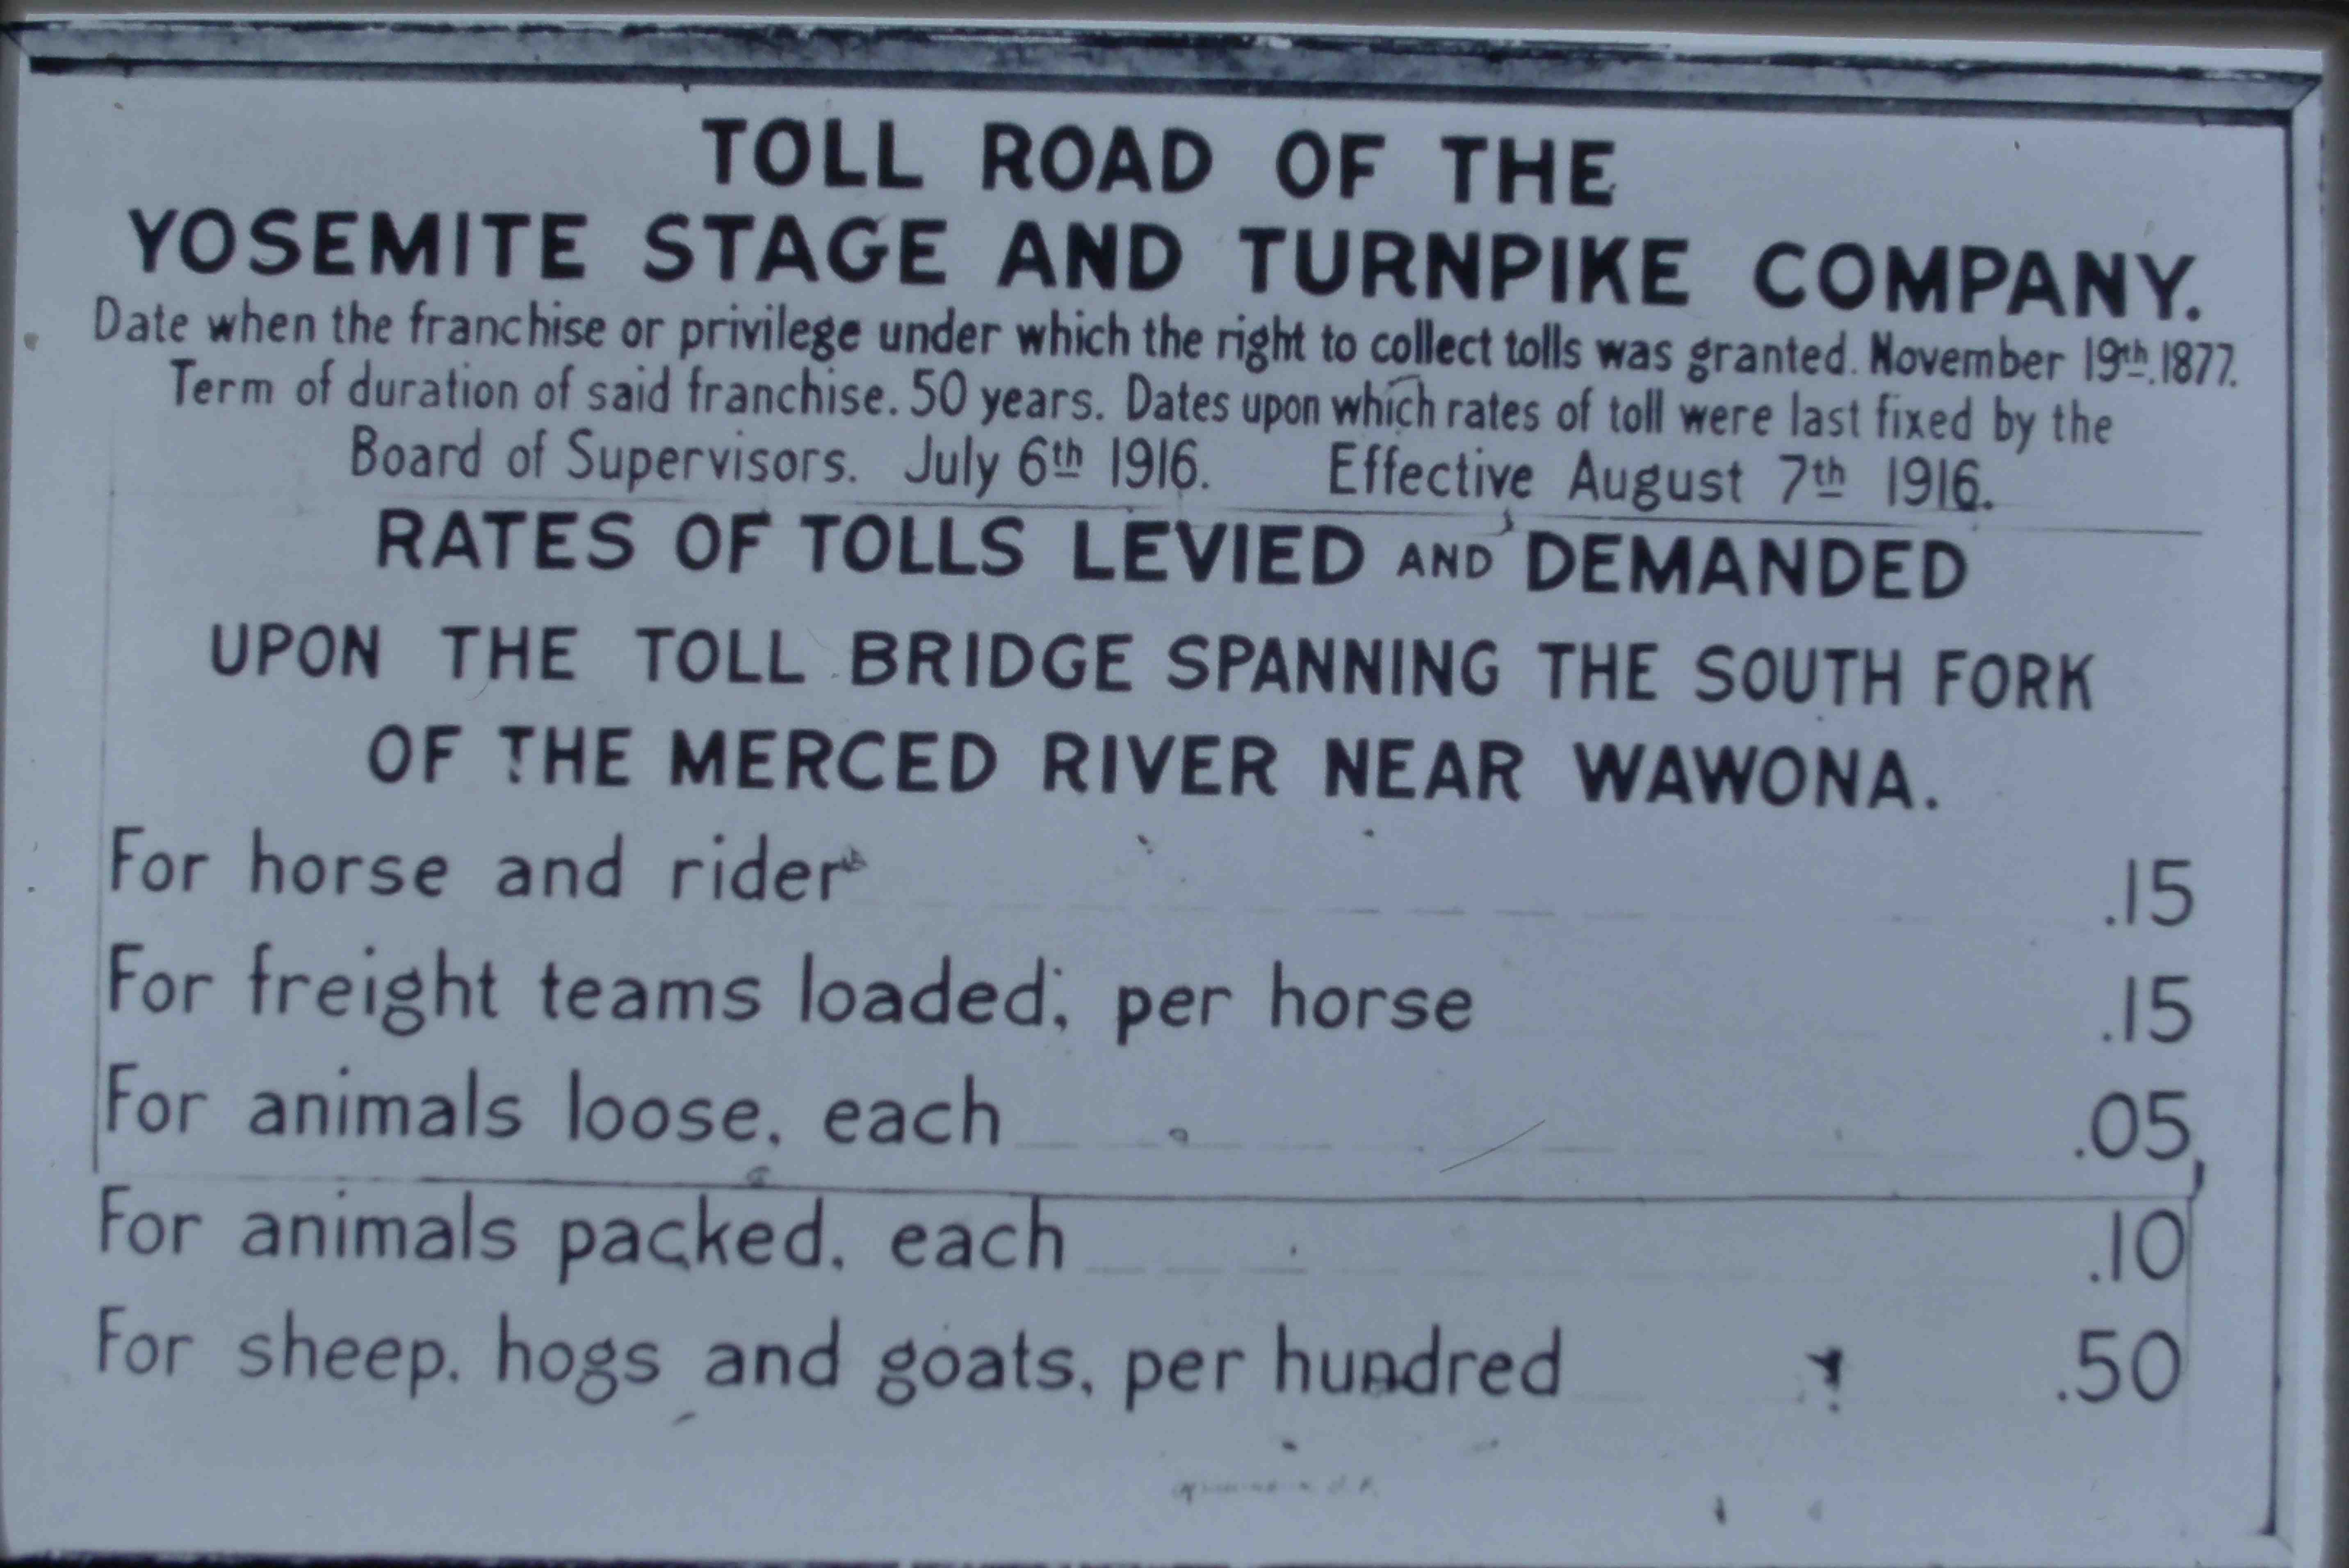 TOLL ROAD OF THE
YOSEMITE STAGE AND TURNPIKE COMPANY.
Date when the franchise or privilege under which the right to collect tolls was granted. November 19th. 1877.
Term of duration of said franchise. 50 years. Dates upon which rates of toll were last fixed by the
Board of Supervisors. July 6th 1916. Effective August 7th 1916.
RATES OF TOLLS LEVIED AND DEMANDED
UPON THE TOLL BRIDGE SPANNING THE SOUTH FORK
OF THE MERCED RIVER NEAR WAWONA.
For horse and rider .15
For freight teams loaded; per horse .15
For animals loose, each .05
For animals packed, each .10
For sheep, hogs and goats, per hundred .50